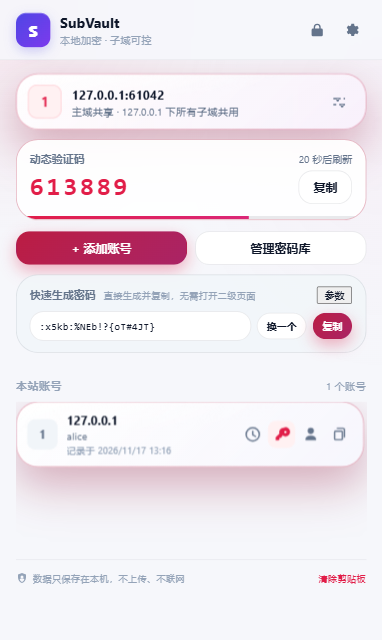 S
SubVault
本地加密 · 子域可控
1
127.0.0.1:61042
主域共享 · 127.0.0.1 下所有子域共用
动态验证码
20 秒后刷新
613889
复制
+ 添加账号
管理密码库
快速生成密码 直接生成并复制，无需打开二级页面
参数
:x5kb:%NEb!?{oT#4JT}
换一个
复制
本站账号
1 个账号
1
127.0.0.1
alice
记录于 2026/11/17 13:16
数据只保存在本机，不上传、不联网
清除剪贴板